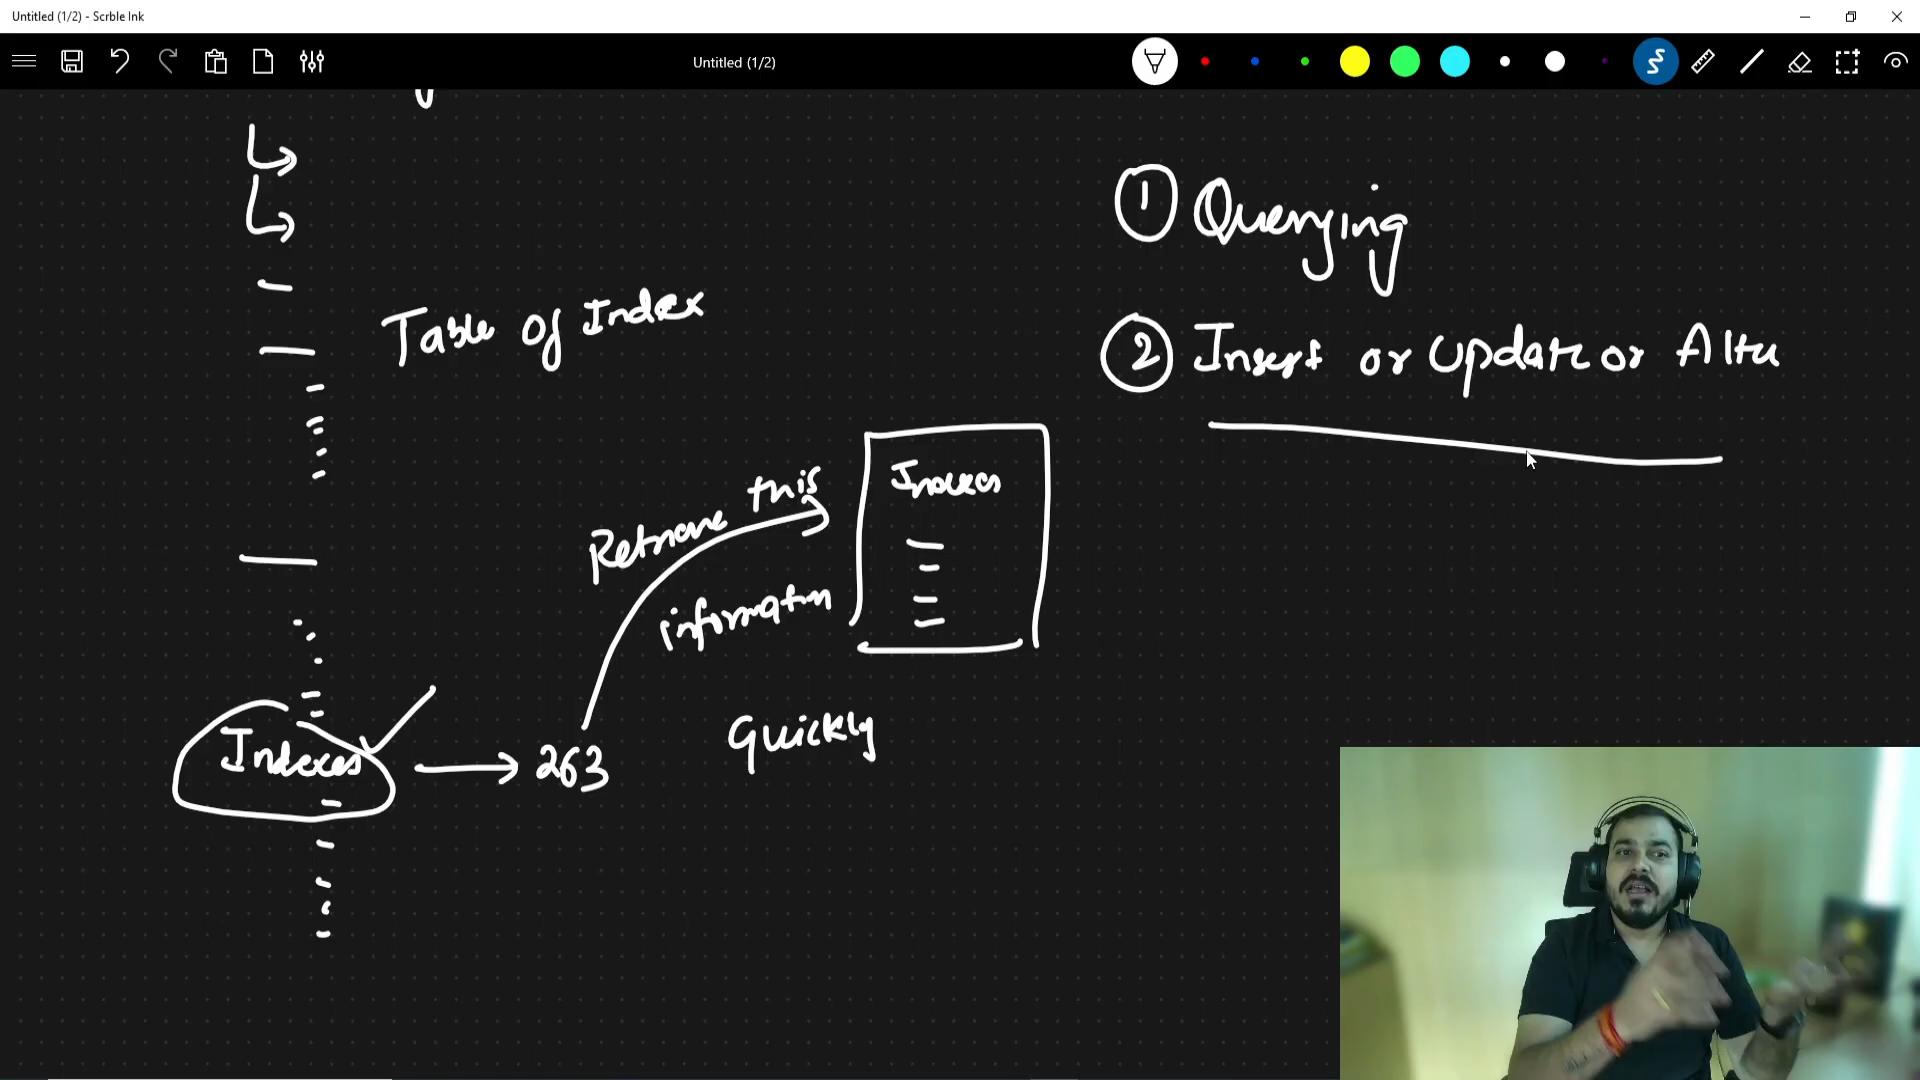 Untitled (1/2) - Scrble Ink
Untitled (1/2)
Table of Index
Retrieve this
information
Quickly
Indexes
Indexes → 263
① Querying
② Insert or Update or Alter